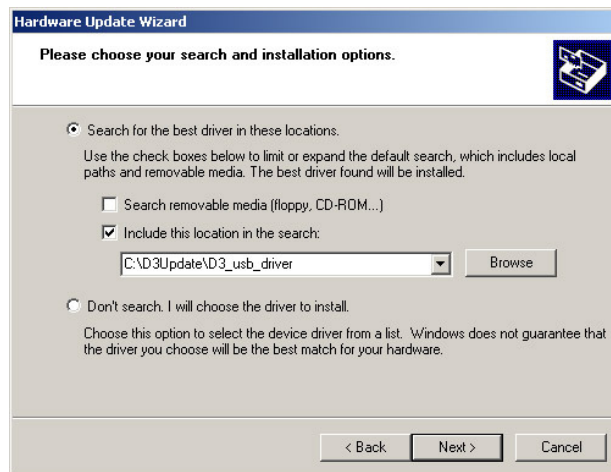 Hardware Update Wizard
Please choose your search and installation options.
Search for the best driver in these locations.
Use the check boxes below to limit or expand the default search, which includes local
paths and removable media. The best driver found will be installed.
Search removable media (floppy, CD-ROM...)
Include this location in the search:
C:\D3Update\D3_usb_driver
Browse
Don't search. I will choose the driver to install.
Choose this option to select the device driver from a list. Windows does not guarantee that
the driver you choose will be the best match for your hardware.
< Back Next > Cancel